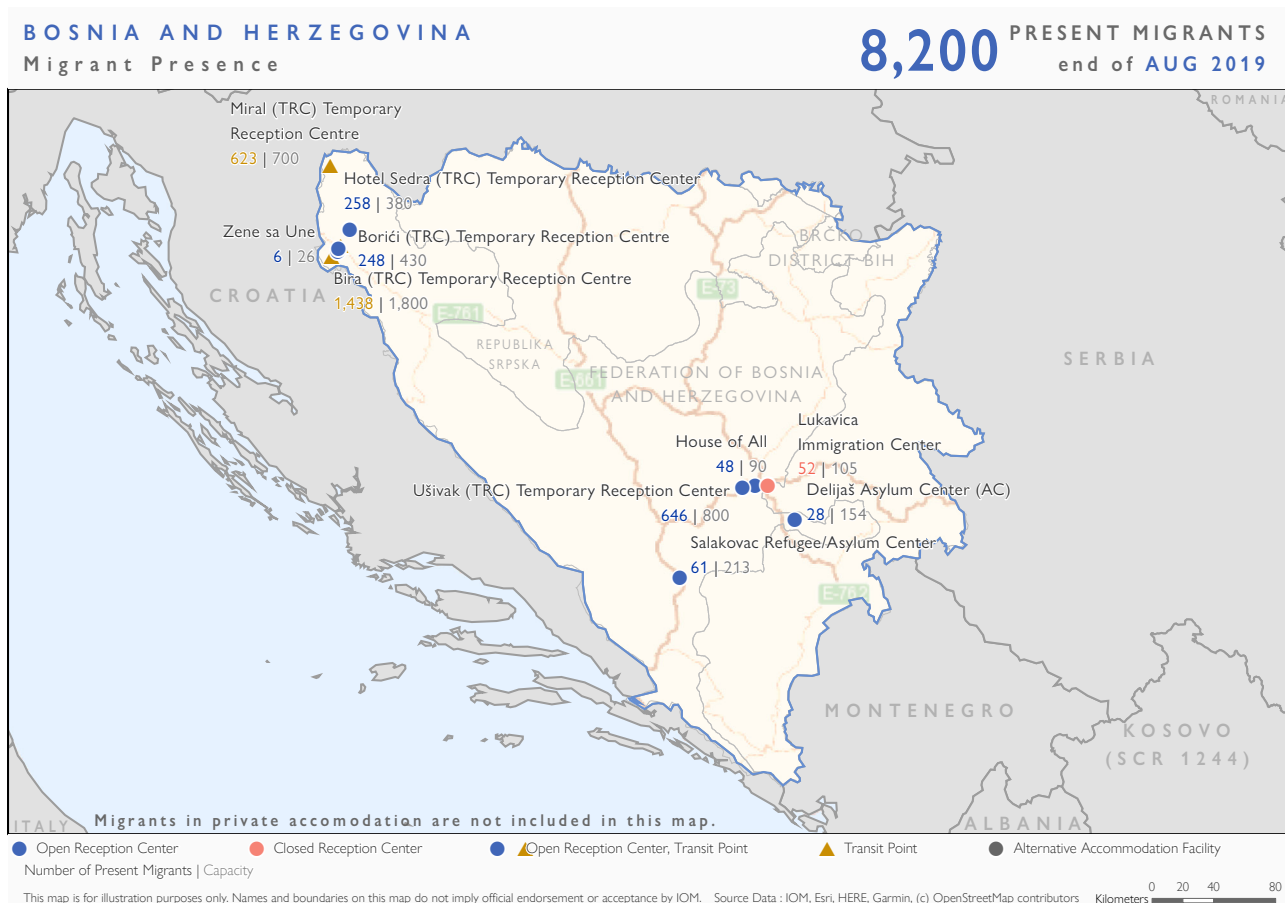 BOSNIA AND HERZEGOVINA
Migrant Presence
8,200
PRESENT MIGRANTS
end of AUG 2019
ROMANIA
Miral (TRC) Temporary
Reception Centre
623 | 700
Hotel Sedra (TRC) Temporary Reception Center
258 | 380
Zene sa Une
6 | 26
Borići (TRC) Temporary Reception Centre
248 | 430
BRČKO
DISTRICT BIH
Bira (TRC) Temporary Reception Centre
1,438 | 1,800
CROATIA
E-73
E-761
REPUBLIKA
SRPSKA
SERBIA
E-661
FEDERATION OF BOSNIA
AND HERZEGOVINA
Lukavica
Immigration Center
52 | 105
House of All
48 | 90
Ušivak (TRC) Temporary Reception Center
646 | 800
Delijaš Asylum Center (AC)
28 | 154
Salakovac Refugee/Asylum Center
61 | 213
E-762
MONTENEGRO
KOSOVO
(SCR 1244)
ITALY
Migrants in private accomodation are not included in this map.
ALBANIA
Open Reception Center
Closed Reception Center
Open Reception Center, Transit Point
Transit Point
Alternative Accommodation Facility
Number of Present Migrants | Capacity
This map is for illustration purposes only. Names and boundaries on this map do not imply official endorsement or acceptance by IOM. Source Data : IOM, Esri, HERE, Garmin, (c) OpenStreetMap contributors
Kilometers
0 20 40 80